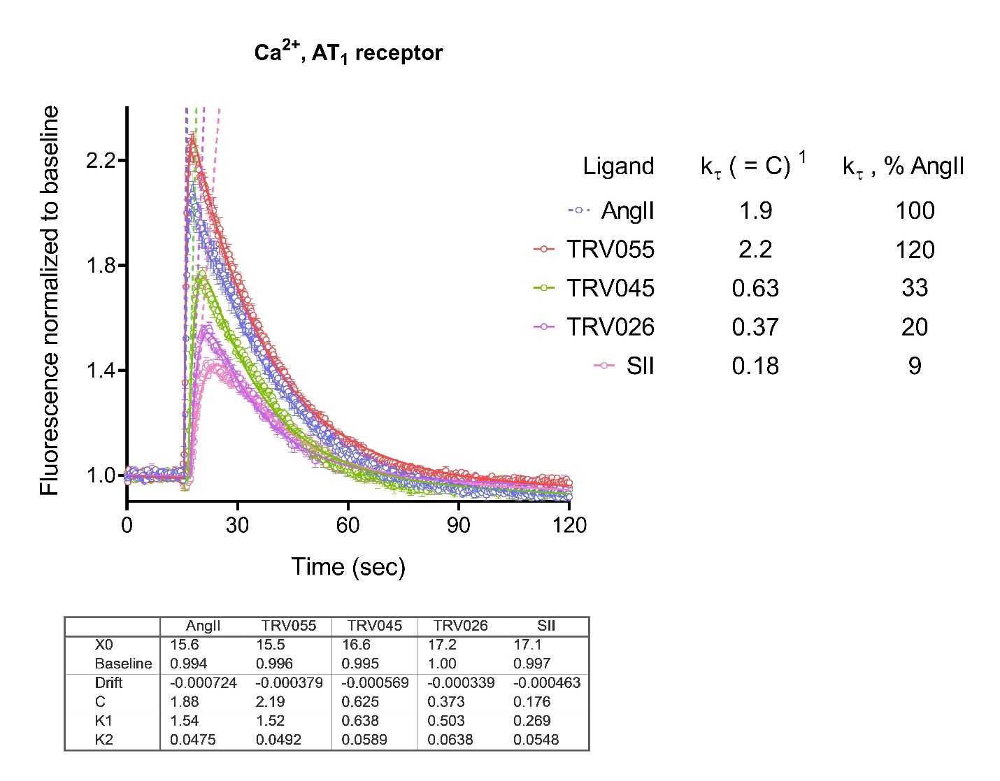 Ca2+, AT1 receptor
Fluorescence normalized to baseline
2.2
1.8
1.4
1.0
0 30 60 90 120
Time (sec)
Ligand kτ ( = C) 1 kτ , % AngII
AngII 1.9 100
TRV055 2.2 120
TRV045 0.63 33
TRV026 0.37 20
SII 0.18 9
AngII TRV055 TRV045 TRV026 SII
X0 15.6 15.5 16.6 17.2 17.1
Baseline 0.994 0.996 0.995 1.00 0.997
Drift -0.000724 -0.000379 -0.000569 -0.000339 -0.000463
C 1.88 2.19 0.625 0.373 0.176
K1 1.54 1.52 0.638 0.503 0.269
K2 0.0475 0.0492 0.0589 0.0638 0.0548